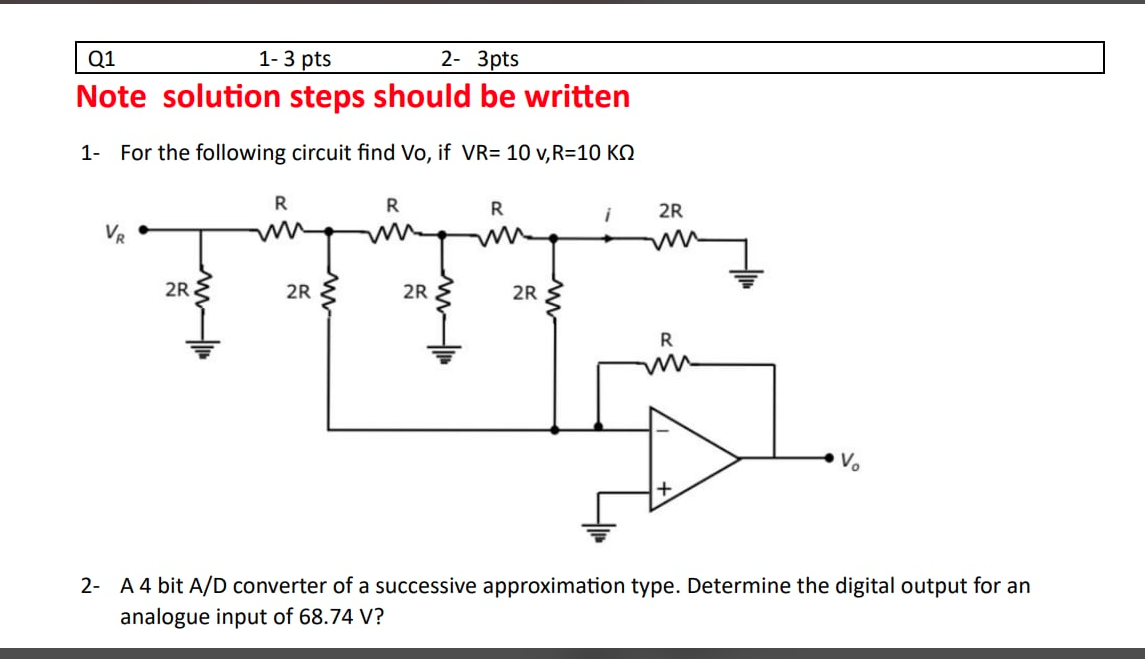 Q1 1- 3 pts 2- 3pts
Note solution steps should be written
1- For the following circuit find Vo, if VR= 10 v,R=10 KΩ
R R R i 2R
VR
2R 2R 2R 2R
R
−
Vo
+
2- A 4 bit A/D converter of a successive approximation type. Determine the digital output for an
analogue input of 68.74 V?